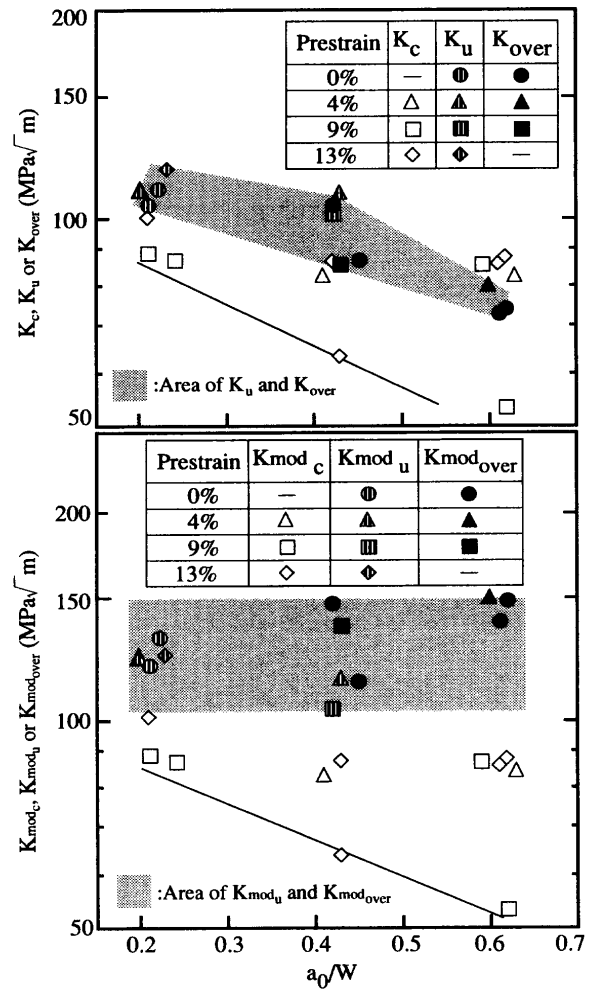 200
150
100
50
K_c, K_u or K_over (MPa√m)
Prestrain K_c K_u K_over
0% —
4%
9%
13% —
:Area of K_u and K_over
200
150
100
50
Kmod_c, Kmod_u or Kmod_over (MPa√m)
Prestrain Kmod_c Kmod_u Kmod_over
0% —
4%
9%
13% —
:Area of Kmod_u and Kmod_over
0.2 0.3 0.4 0.5 0.6 0.7
a_0/W